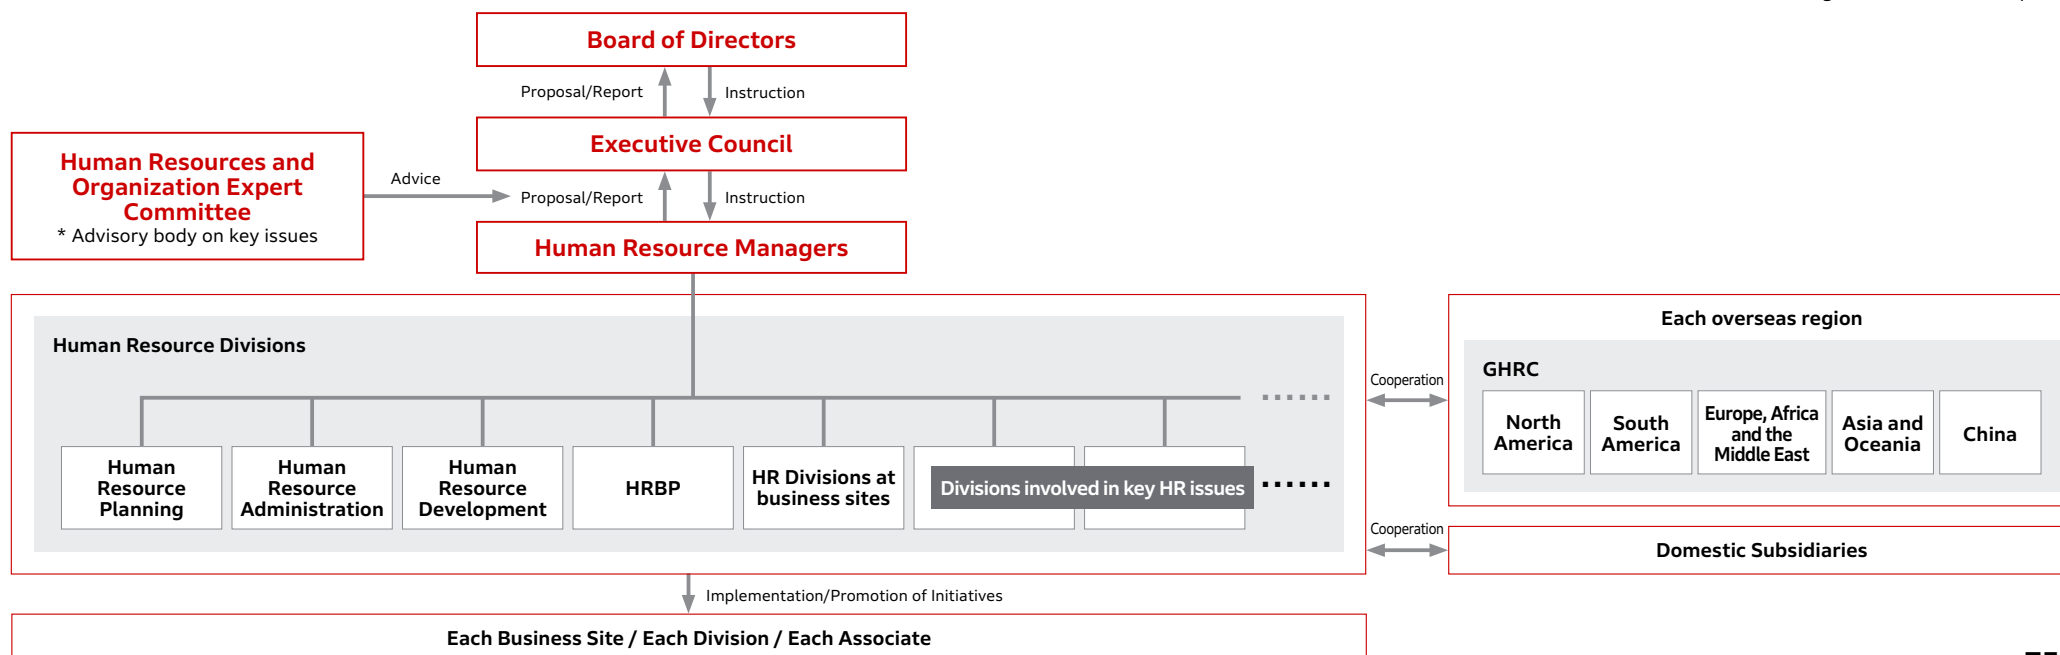 Board of Directors
Proposal/Report
Instruction
Executive Council
Human Resources and
Organization Expert
Committee
* Advisory body on key issues
Advice
Proposal/Report
Instruction
Human Resource Managers
Human Resource Divisions
Human
Resource
Planning
Human
Resource
Administration
Human
Resource
Development
HRBP
HR Divisions at
business sites
Divisions involved in key HR issues
......
......
Cooperation
Each overseas region
GHRC
North
America
South
America
Europe, Africa
and the
Middle East
Asia and
Oceania
China
Cooperation
Domestic Subsidiaries
Implementation/Promotion of Initiatives
Each Business Site / Each Division / Each Associate